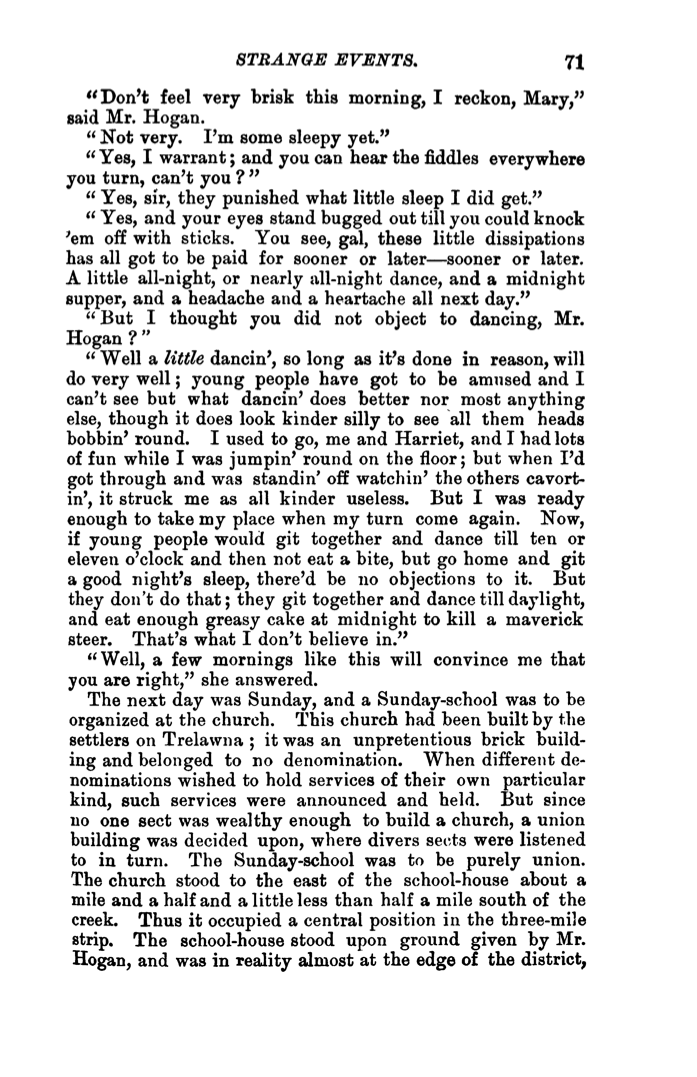 STRANGE EVENTS. 71
"Don't feel very brisk this morning, I reckon, Mary,"
said Mr. Hogan.
"Not very. I'm some sleepy yet."
"Yes, I warrant; and you can hear the fiddles everywhere
you turn, can't you?"
"Yes, sir, they punished what little sleep I did get."
"Yes, and your eyes stand bugged out till you could knock
'em off with sticks. You see, gal, these little dissipations
has all got to be paid for sooner or later—sooner or later.
A little all-night, or nearly all-night dance, and a midnight
supper, and a headache and a heartache all next day."
"But I thought you did not object to dancing, Mr.
Hogan?"
"Well a little dancin', so long as it's done in reason, will
do very well; young people have got to be amused and I
can't see but what dancin' does better nor most anything
else, though it does look kinder silly to see all them heads
bobbin' round. I used to go, me and Harriet, and I had lots
of fun while I was jumpin' round on the floor; but when I'd
got through and was standin' off watchin' the others cavort-
in', it struck me as all kinder useless. But I was ready
enough to take my place when my turn come again. Now,
if young people would git together and dance till ten or
eleven o'clock and then not eat a bite, but go home and git
a good night's sleep, there'd be no objections to it. But
they don't do that; they git together and dance till daylight,
and eat enough greasy cake at midnight to kill a maverick
steer. That's what I don't believe in."
"Well, a few mornings like this will convince me that
you are right," she answered.
The next day was Sunday, and a Sunday-school was to be
organized at the church. This church had been built by the
settlers on Trelawna; it was an unpretentious brick build-
ing and belonged to no denomination. When different de-
nominations wished to hold services of their own particular
kind, such services were announced and held. But since
no one sect was wealthy enough to build a church, a union
building was decided upon, where divers sects were listened
to in turn. The Sunday-school was to be purely union.
The church stood to the east of the school-house about a
mile and a half and a little less than half a mile south of the
creek. Thus it occupied a central position in the three-mile
strip. The school-house stood upon ground given by Mr.
Hogan, and was in reality almost at the edge of the district,